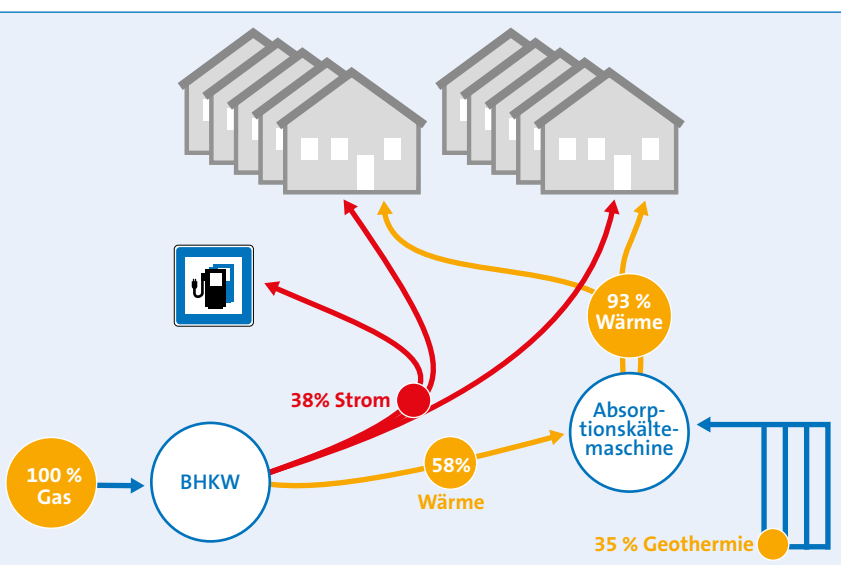 93 %
Wärme
38% Strom
Absorp-
tionskälte-
maschine
100 %
Gas
BHKW
58%
Wärme
35 % Geothermie